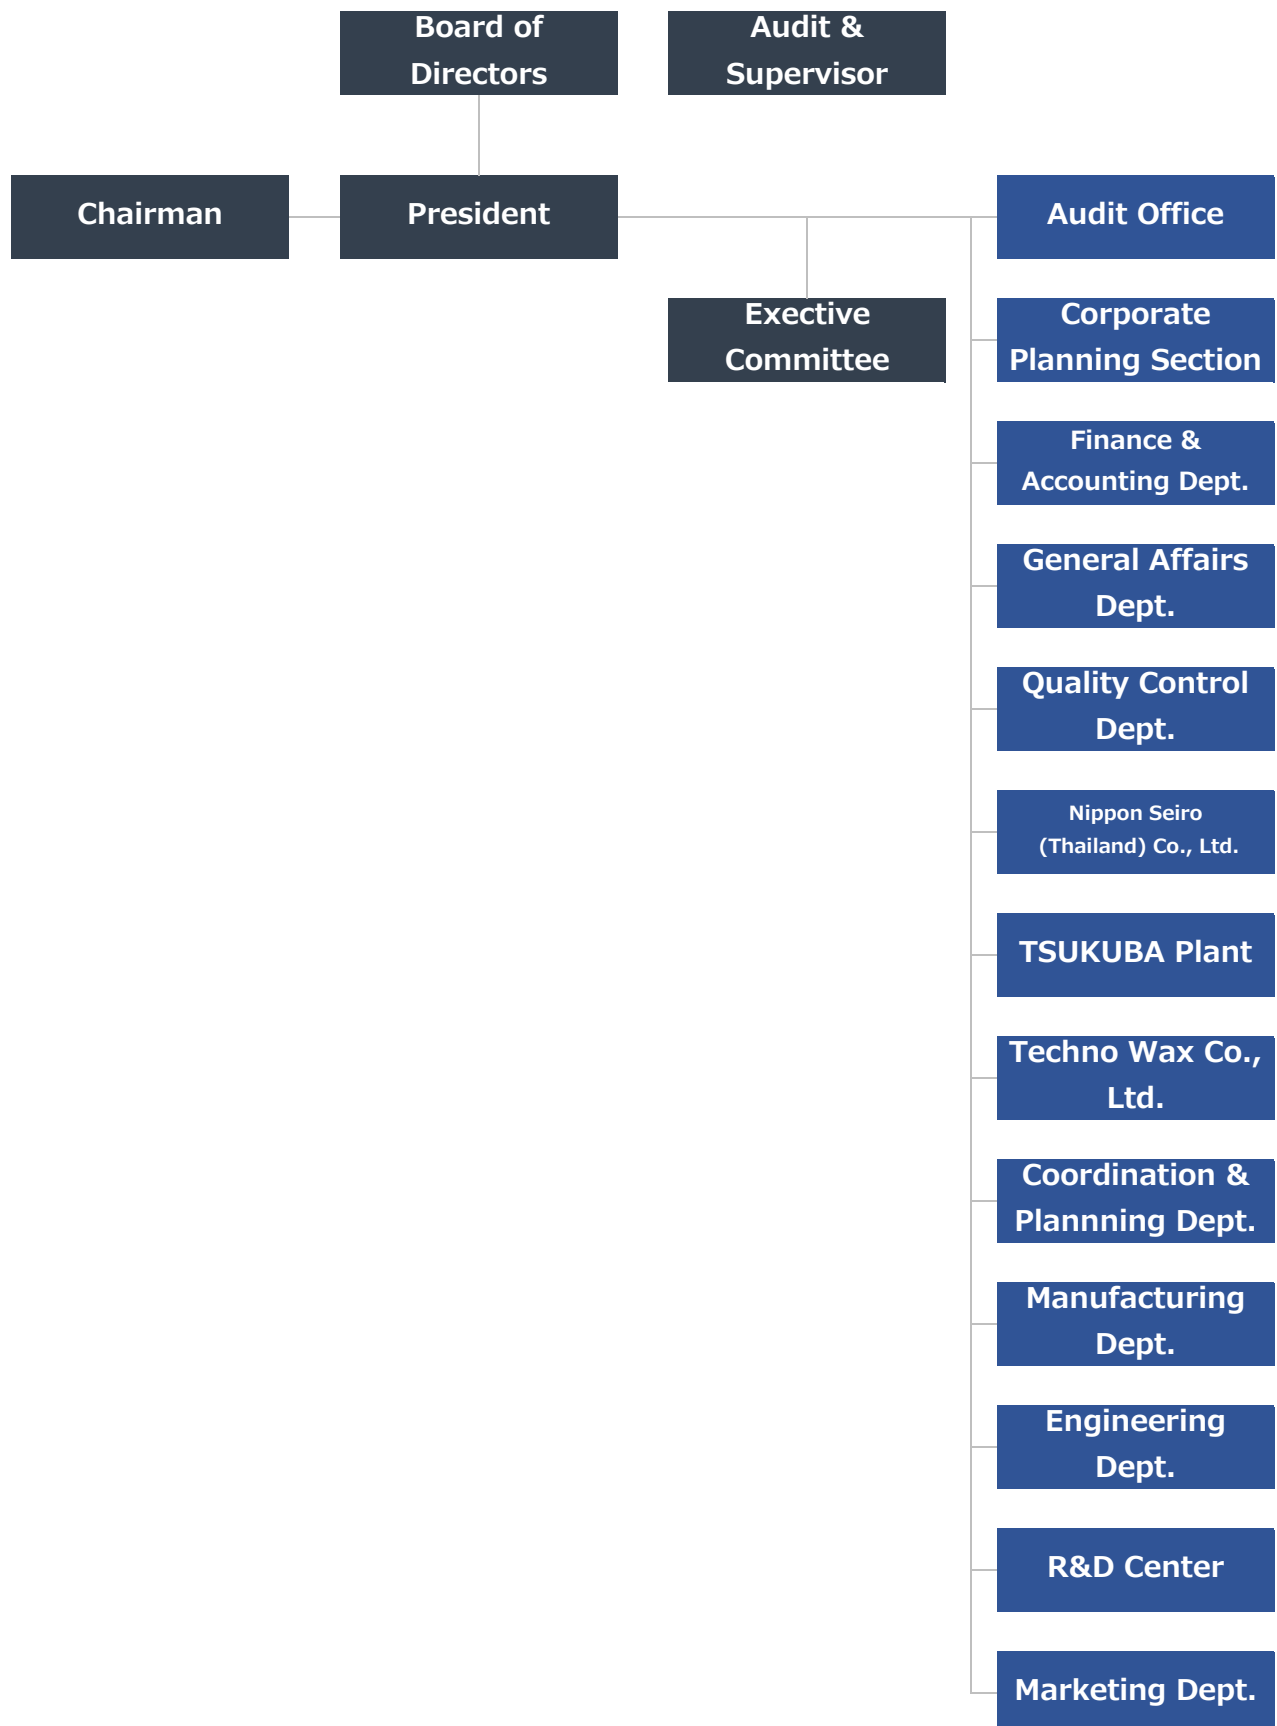 Board of
Directors
Audit &
Supervisor
Chairman
President
Audit Office
Exective
Committee
Corporate
Planning Section
Finance &
Accounting Dept.
General Affairs
Dept.
Quality Control
Dept.
Nippon Seiro
(Thailand) Co., Ltd.
TSUKUBA Plant
Techno Wax Co.,
Ltd.
Coordination &
Plannning Dept.
Manufacturing
Dept.
Engineering
Dept.
R&D Center
Marketing Dept.